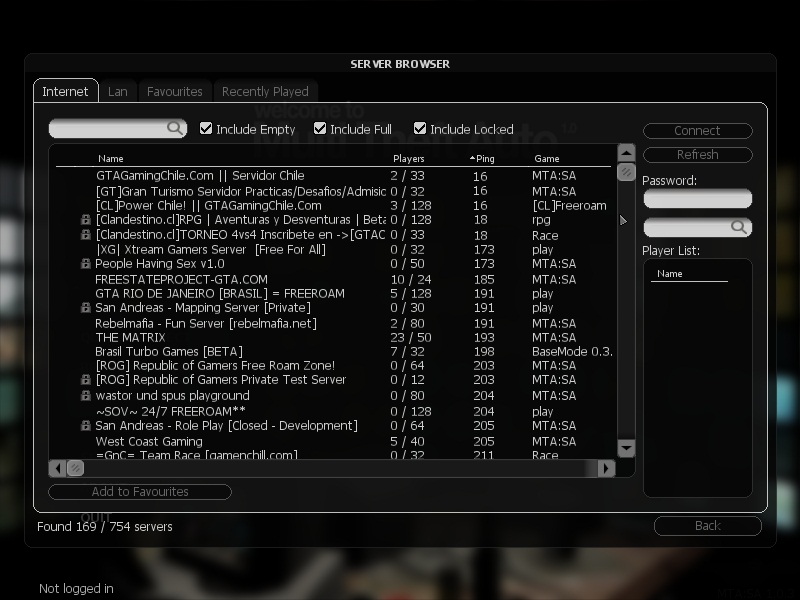 SERVER BROWSER
Internet Lan Favourites Recently Played
welcome to
Include Empty Include Full Include Locked
Connect
Refresh
Name Players Ping Game
Password:
GTAGamingChile.Com || Servidor Chile 2 / 33 16 MTA:SA
[GT]Gran Turismo Servidor Practicas/Desafios/Admisic 0 / 32 16 MTA:SA
[CL]Power Chile! || GTAGamingChile.Com 3 / 128 16 [CL]Freeroam
[Clandestino.cl]RPG | Aventuras y Desventuras | Beta 0 / 128 18 rpg
[Clandestino.cl]TORNEO 4vs4 Inscribete en ->[GTAC 0 / 33 18 Race
|XG| Xtream Gamers Server [Free For All] 0 / 32 173 play
Player List:
People Having Sex v1.0 0 / 50 173 MTA:SA
Name
FREESTATEPROJECT-GTA.COM 10 / 24 185 MTA:SA
GTA RIO DE JANEIRO [BRASIL] = FREEROAM 5 / 128 191 play
San Andreas - Mapping Server [Private] 0 / 30 191 play
Rebelmafia - Fun Server [rebelmafia.net] 2 / 80 191 MTA:SA
THE MATRIX 23 / 50 193 MTA:SA
Brasil Turbo Games [BETA] 7 / 32 198 BaseMode 0.3.
[ROG] Republic of Gamers Free Roam Zone! 0 / 64 203 MTA:SA
[ROG] Republic of Gamers Private Test Server 0 / 12 203 MTA:SA
wastor und spus playground 0 / 80 204 MTA:SA
~SOV~ 24/7 FREEROAM** 0 / 128 204 play
San Andreas - Role Play [Closed - Development] 0 / 64 205 MTA:SA
West Coast Gaming 5 / 40 205 MTA:SA
=GnC= Team Race [gamenchill.com] 0 / 32 211 Race
Add to Favourites
QUIT
Found 169 / 754 servers
Back
Not logged in